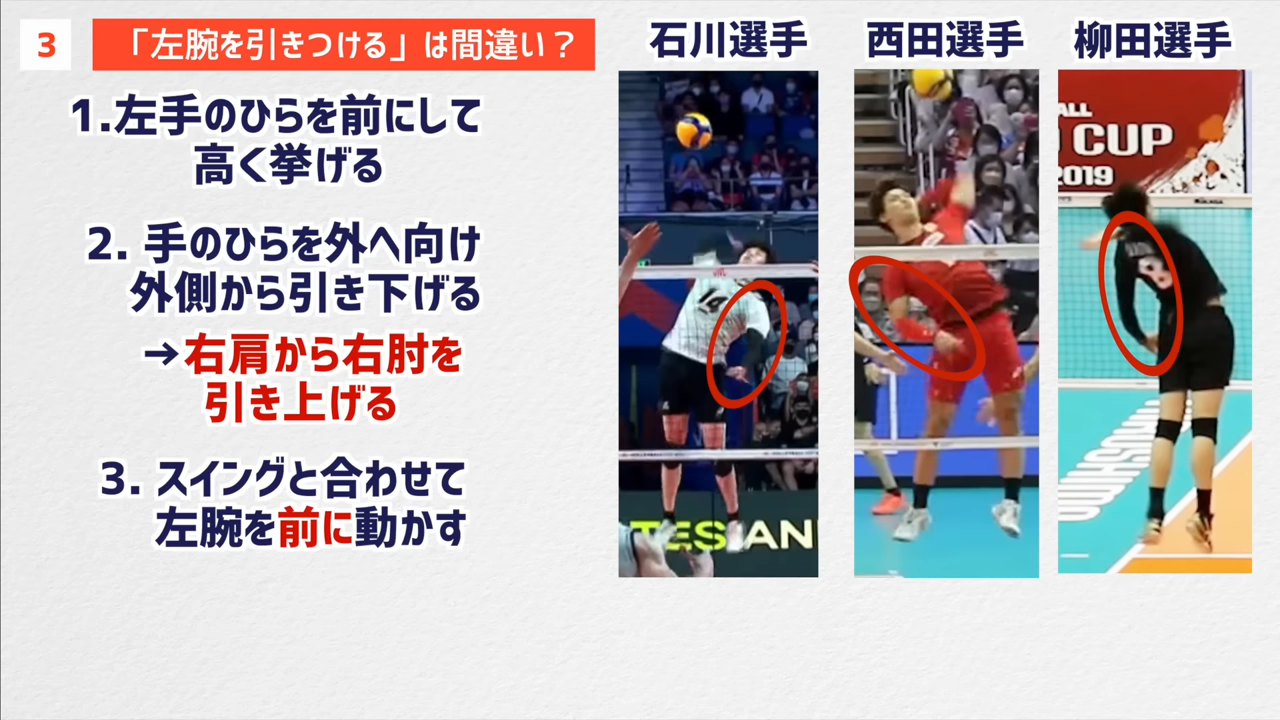 3
「左腕を引きつける」は間違い？
石川選手
西田選手
柳田選手
1.左手のひらを前にして
高く挙げる
2. 手のひらを外へ向け
外側から引き下げる
→右肩から右肘を
引き上げる
3. スイングと合わせて
左腕を前に動かす
14
TES
AN
ALL
CUP
2019
MIKASA